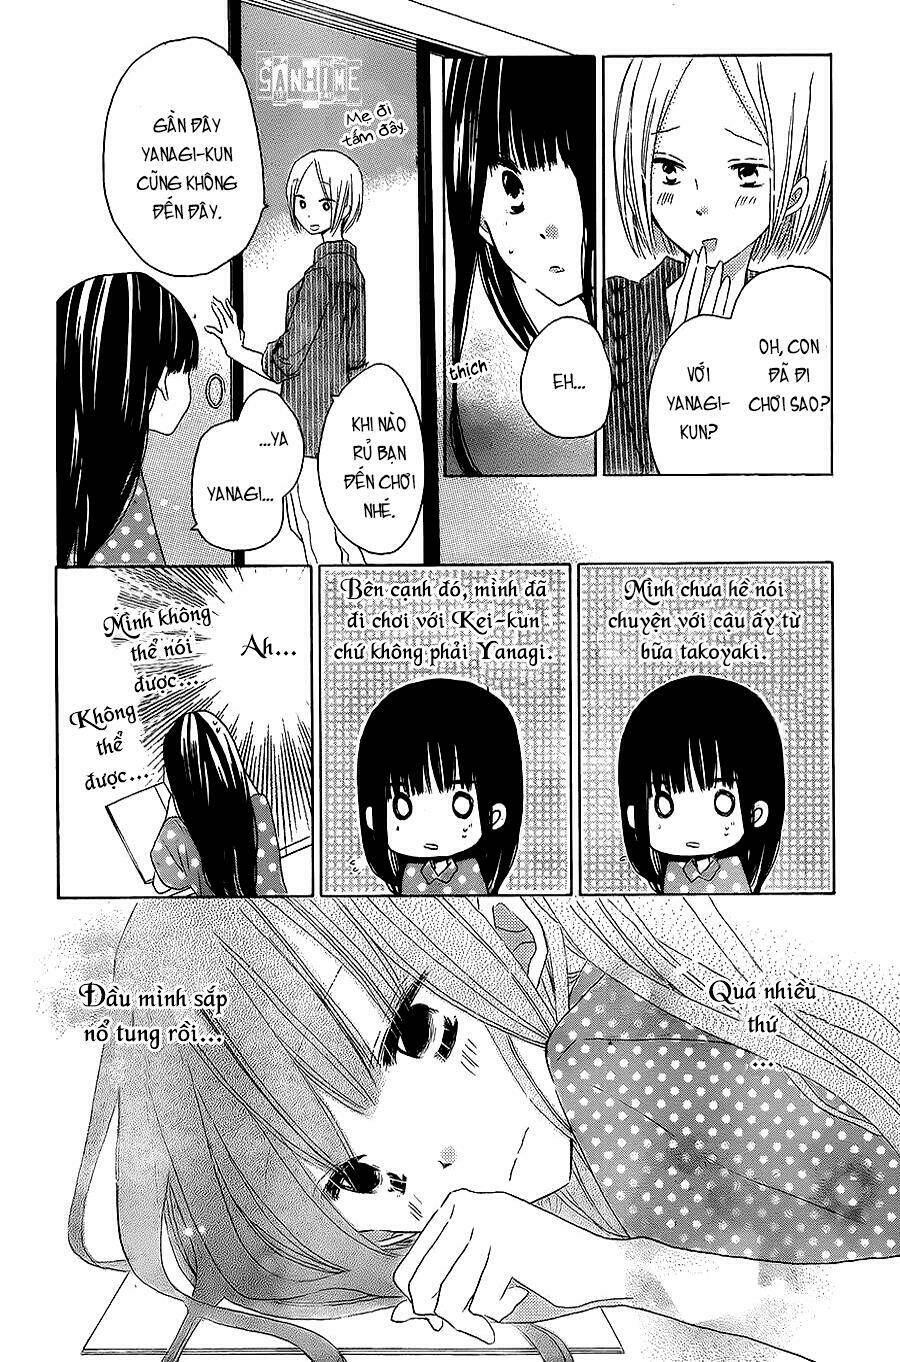 OH, CON
ĐÃ ĐI
CHƠI SAO?
VỚI
YANAGI-
KUN?
EH...
thịch
SANHIME
Mẹ đi
tắm đây.
GẦN ĐÂY
YANAGI-KUN
CŨNG KHÔNG
ĐẾN ĐÂY.
KHI NÀO
RỦ BẠN
ĐẾN CHƠI
NHÉ.
...YA
YANAGI...
Mình chưa hề nói
chuyện với cậu ấy từ
bữa takoyaki.
Bên cạnh đó, mình đã
đi chơi với Kei-kun
chứ không phải Yanagi.
Ah...
Mình không
thể nói
được...
Không
thể
được...
Quá nhiều
thứ
...
Đầu mình sắp
nổ tung rồi...